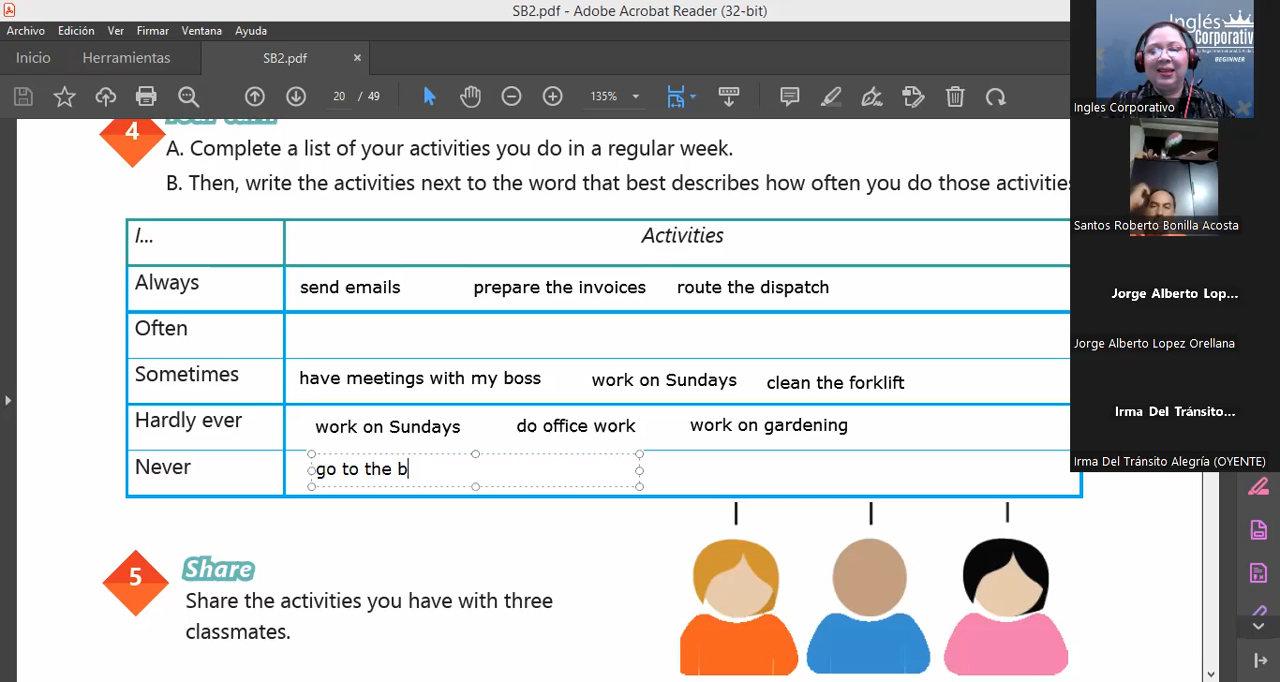 SB2.pdf - Adobe Acrobat Reader (32-bit)
Archivo Edición Ver Firmar Ventana Ayuda
Inicio Herramientas SB2.pdf ×
20 / 49 135%
4
A. Complete a list of your activities you do in a regular week.
B. Then, write the activities next to the word that best describes how often you do those activities
I... Activities
Always send emails prepare the invoices route the dispatch
Often
Sometimes have meetings with my boss work on Sundays clean the forklift
Hardly ever work on Sundays do office work work on gardening
Never go to the b
5 Share
Share the activities you have with three
classmates.
Inglés
Corporativ
BEGINNER
Ingles Corporativo
Santos Roberto Bonilla Acosta
Jorge Alberto Lop...
Jorge Alberto Lopez Orellana
Irma Del Tránsito...
Irma Del Tránsito Alegría (OYENTE)